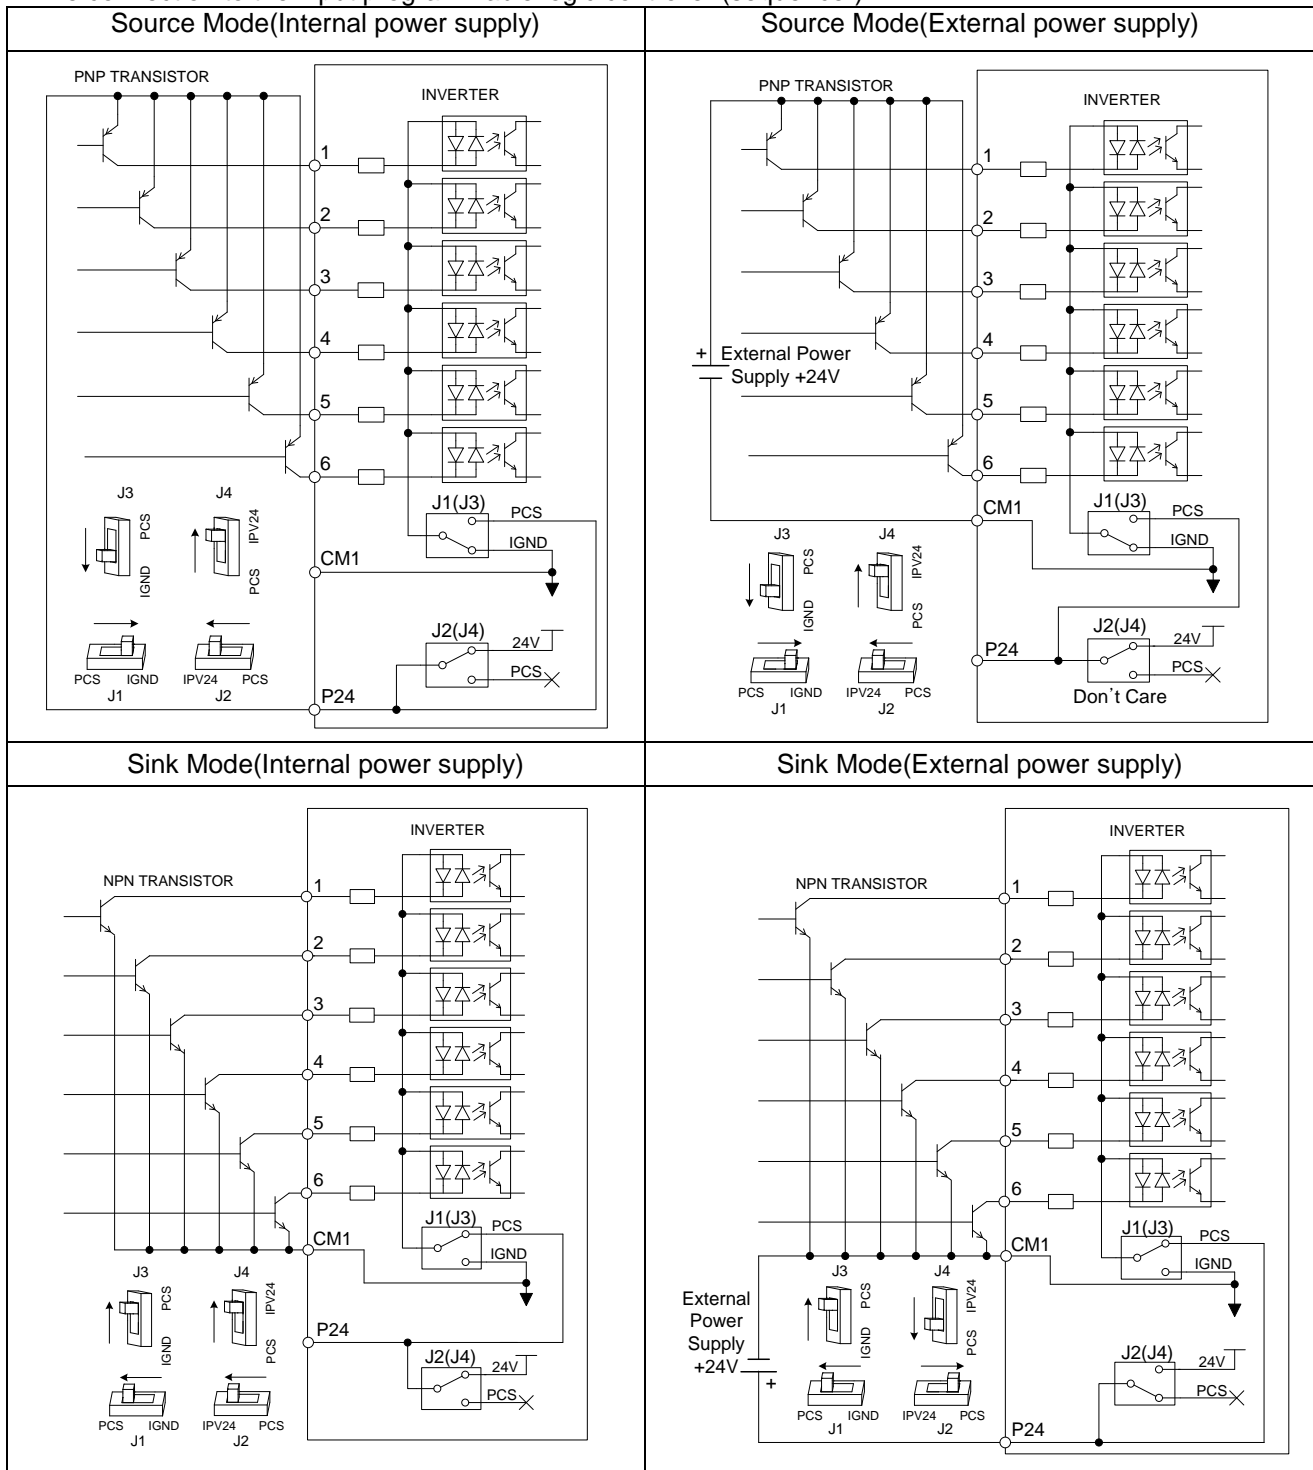 Source Mode(Internal power supply)
PNP TRANSISTOR
INVERTER
1
2
3
4
5
6
J3
J4
PCS
IGND
IPV24
PCS
J1(J3)
PCS
IGND
CM1
J2(J4)
24V
PCS
PCS IGND
J1
IPV24 PCS
J2
P24
Source Mode(External power supply)
PNP TRANSISTOR
INVERTER
1
2
3
4
5
6
+ External Power
Supply +24V
CM1
J1(J3)
PCS
IGND
J3
J4
PCS
IGND
IPV24
PCS
P24
J2(J4)
24V
PCS
Don't Care
PCS IGND
J1
IPV24 PCS
J2
Sink Mode(Internal power supply)
INVERTER
NPN TRANSISTOR
1
2
3
4
5
6
J1(J3)
PCS
IGND
CM1
J3
J4
PCS
IGND
IPV24
PCS
P24
J2(J4)
24V
PCS
PCS IGND
J1
IPV24 PCS
J2
Sink Mode(External power supply)
INVERTER
NPN TRANSISTOR
1
2
3
4
5
6
J1(J3)
PCS
IGND
CM1
J3
J4
PCS
IGND
IPV24
PCS
External
Power
Supply
+24V
+
J2(J4)
24V
PCS
PCS IGND
J1
IPV24 PCS
J2
P24